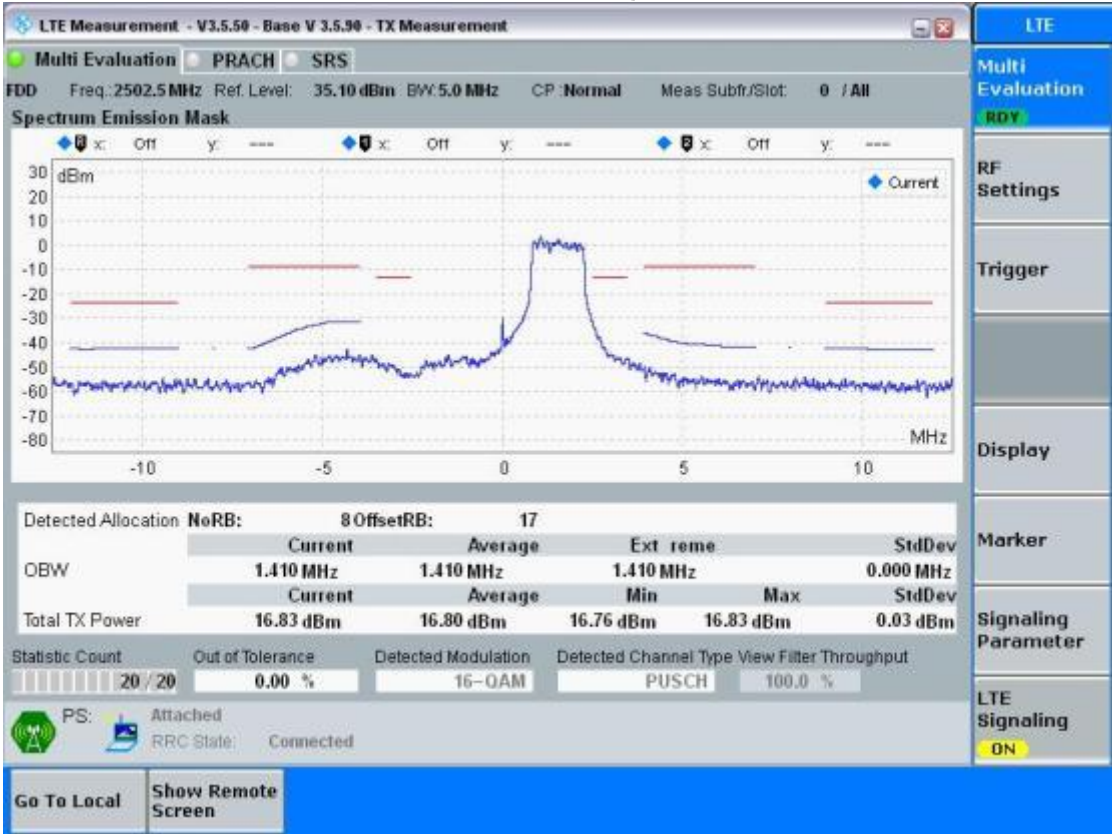 LTE Measurement - V3.5.50 - Base V 3.5.90 - TX Measurement
LTE
Multi Evaluation PRACH SRS
FDD Freq.:2502.5 MHz Ref. Level: 35.10 dBm BW:5.0 MHz CP :Normal Meas Subfr./Slot: 0 / All
Spectrum Emission Mask
x: Off y: --- x: Off y: --- x: Off y: ---
dBm
Current
30
20
10
0
-10
-20
-30
-40
-50
-60
-70
-80
MHz
-10 -5 0 5 10
Detected Allocation NoRB: 8 OffsetRB: 17
Current Average Ext reme StdDev
OBW 1.410 MHz 1.410 MHz 1.410 MHz 0.000 MHz
Current Average Min Max StdDev
Total TX Power 16.83 dBm 16.80 dBm 16.76 dBm 16.83 dBm 0.03 dBm
Statistic Count Out of Tolerance Detected Modulation Detected Channel Type View Filter Throughput
20 / 20 0.00 % 16-QAM PUSCH 100.0 %
PS: Attached
RRC State: Connected
Multi
Evaluation
RDY
RF
Settings
Trigger
Display
Marker
Signaling
Parameter
LTE
Signaling
ON
Go To Local
Show Remote
Screen